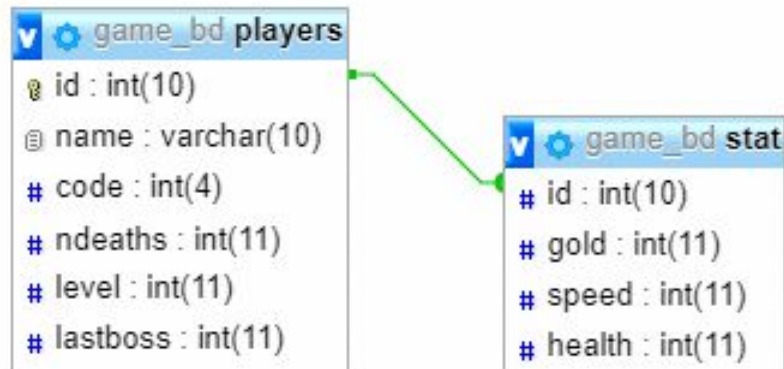 v game_bd players
id : int(10)
name : varchar(10)
# code : int(4)
# ndeaths : int(11)
# level : int(11)
# lastboss : int(11)
v game_bd stat
# id : int(10)
# gold : int(11)
# speed : int(11)
# health : int(11)